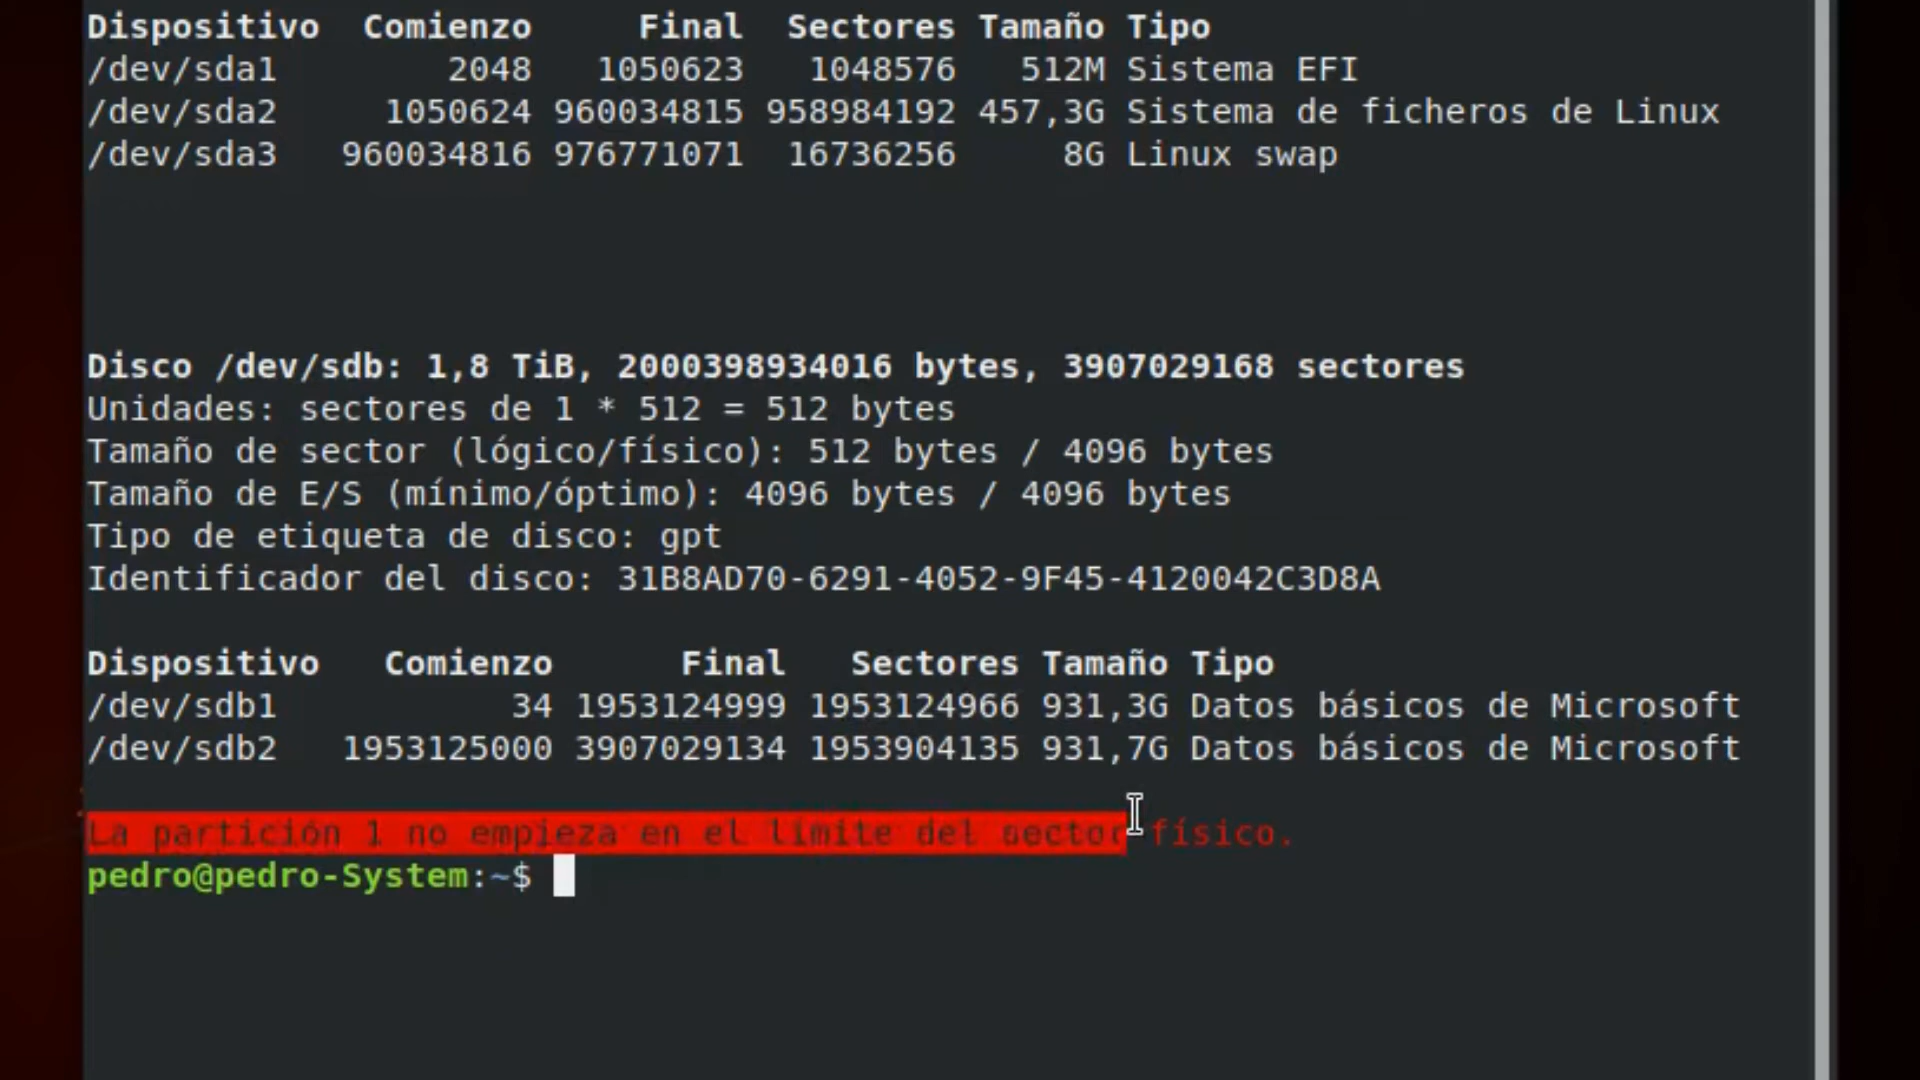 Dispositivo Comienzo Final Sectores Tamaño Tipo
/dev/sda1 2048 1050623 1048576 512M Sistema EFI
/dev/sda2 1050624 960034815 958984192 457,3G Sistema de ficheros de Linux
/dev/sda3 960034816 976771071 16736256 8G Linux swap
Disco /dev/sdb: 1,8 TiB, 2000398934016 bytes, 3907029168 sectores
Unidades: sectores de 1 * 512 = 512 bytes
Tamaño de sector (lógico/físico): 512 bytes / 4096 bytes
Tamaño de E/S (mínimo/óptimo): 4096 bytes / 4096 bytes
Tipo de etiqueta de disco: gpt
Identificador del disco: 31B8AD70-6291-4052-9F45-4120042C3D8A
Dispositivo Comienzo Final Sectores Tamaño Tipo
/dev/sdb1 34 1953124999 1953124966 931,3G Datos básicos de Microsoft
/dev/sdb2 1953125000 3907029134 1953904135 931,7G Datos básicos de Microsoft
La partición 1 no empieza en el límite del sector físico.
pedro@pedro-System:~$